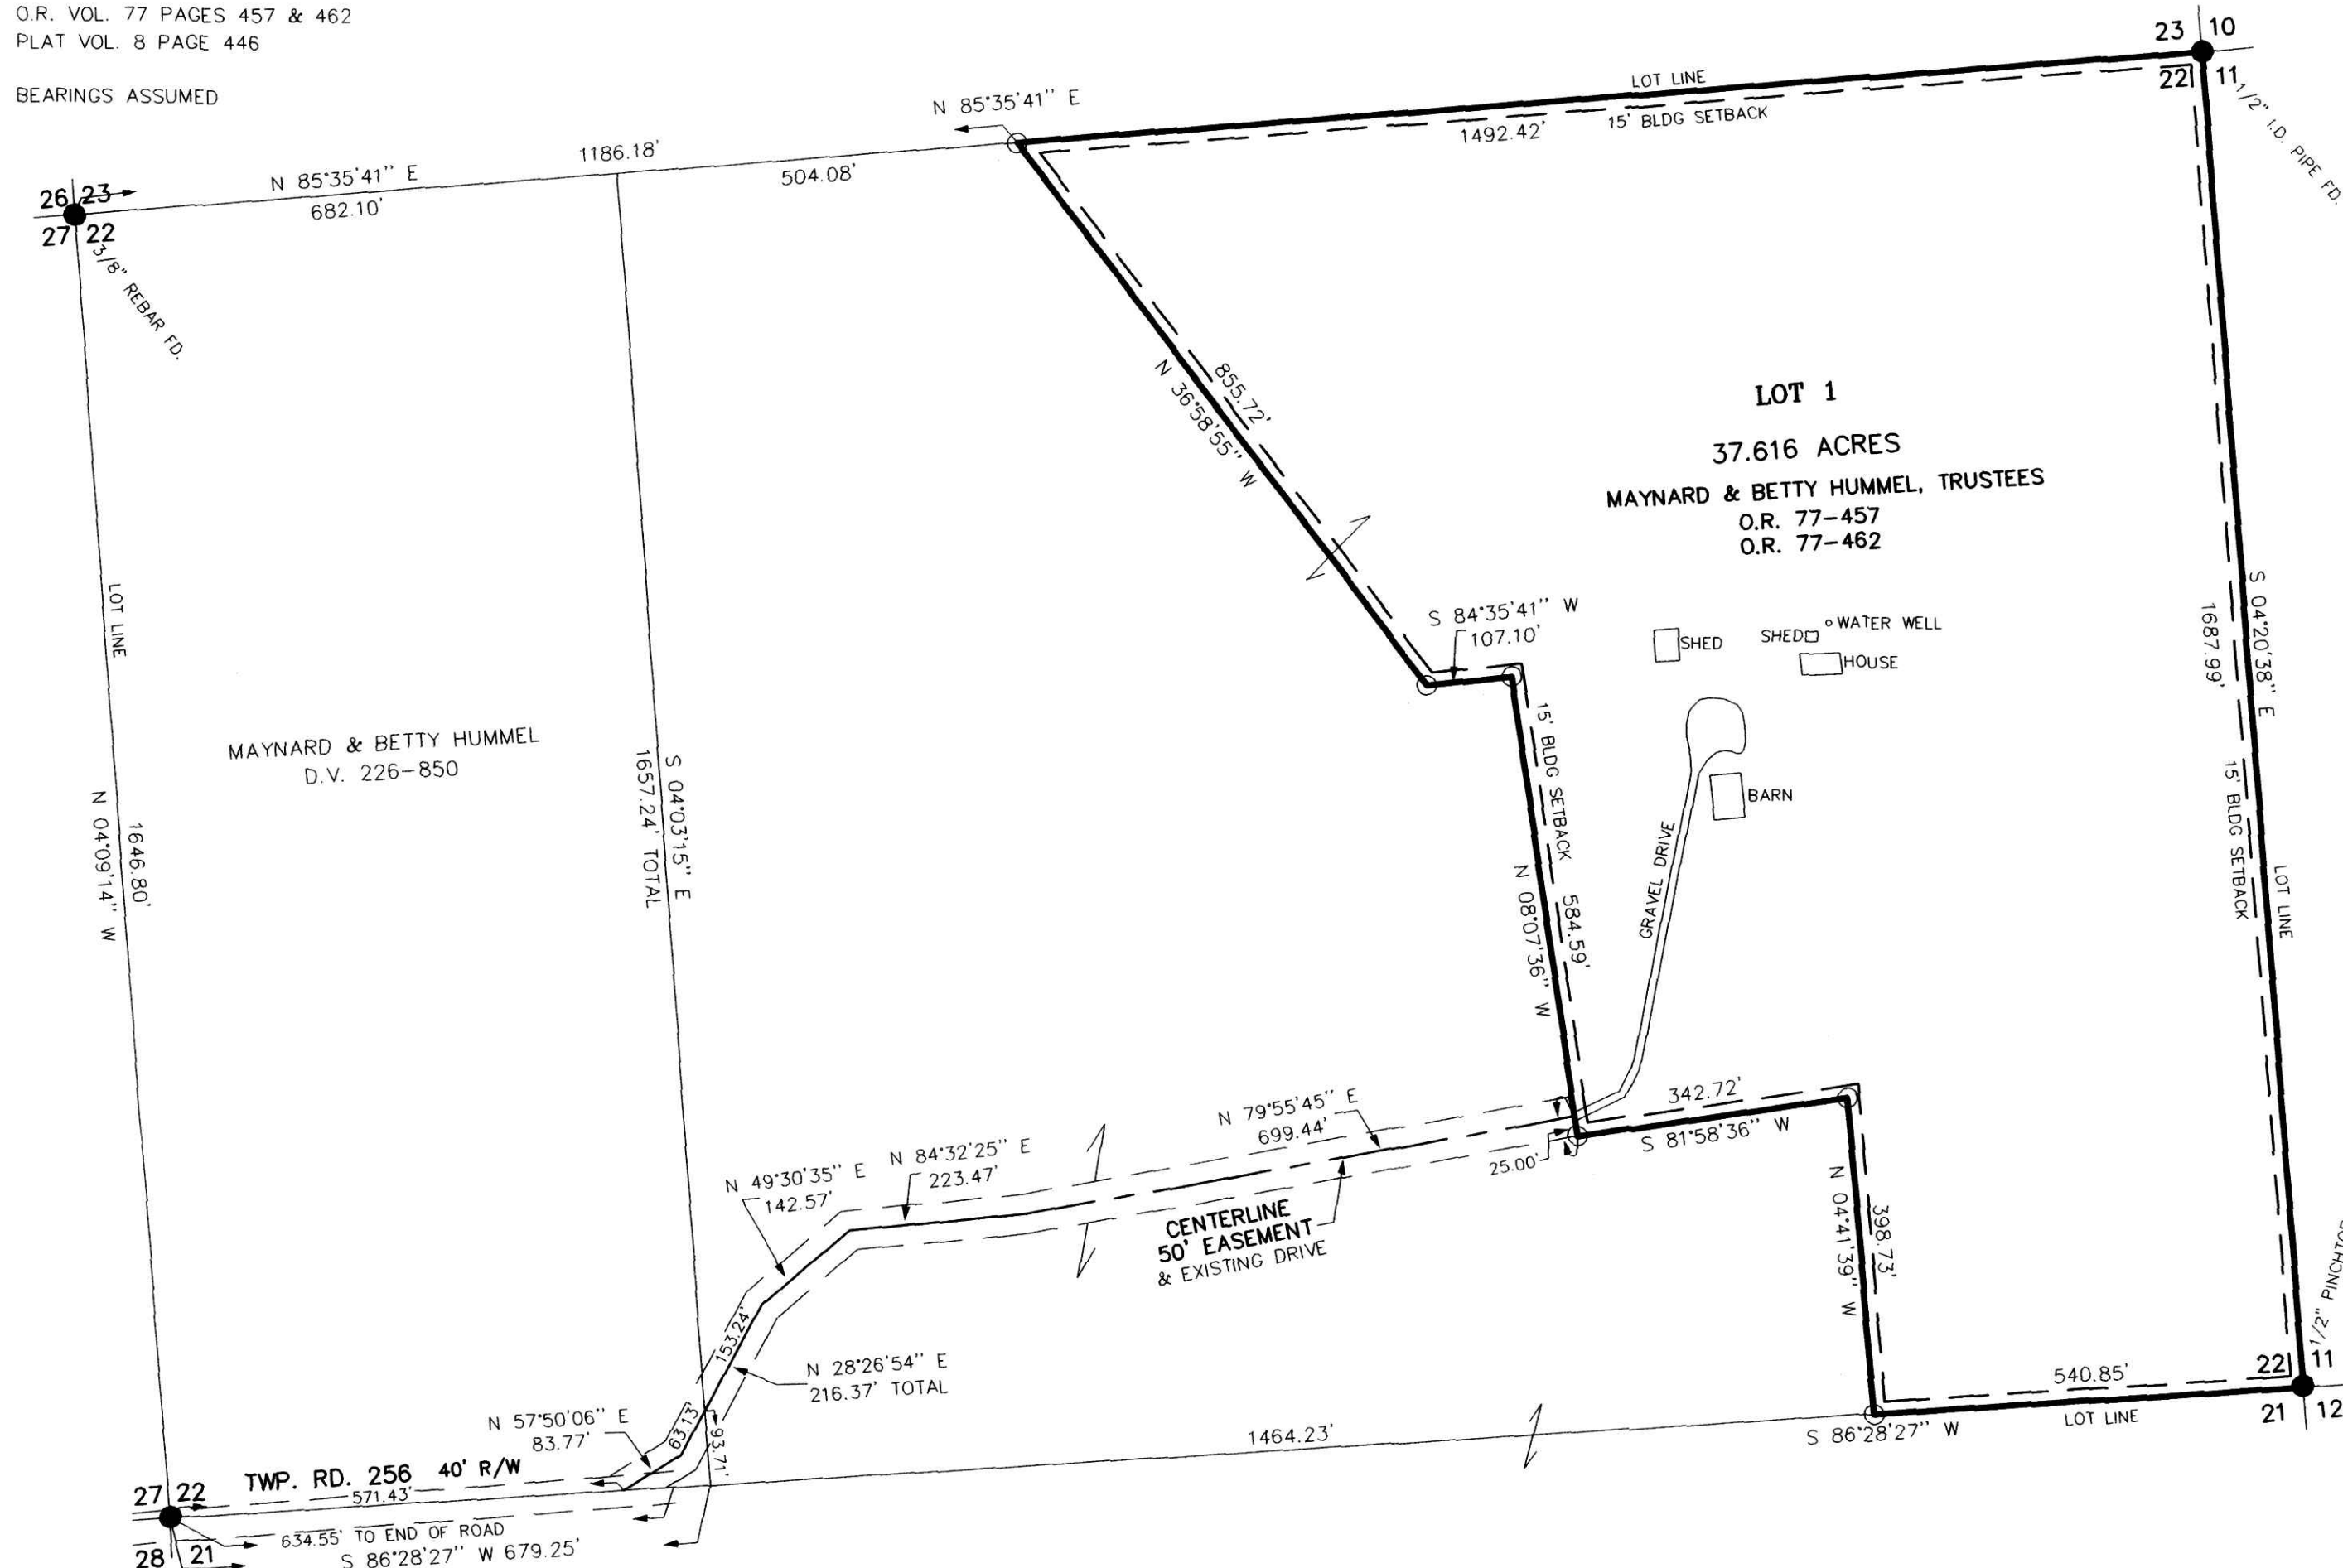 O.R. VOL. 77 PAGES 457 & 462
PLAT VOL. 8 PAGE 446
BEARINGS ASSUMED
23 10
22 11
1/2" I.D. PIPE FD.
N 85°35'41" E
LOT LINE
1492.42'
15' BLDG SETBACK
1186.18'
N 85°35'41" E
682.10'
504.08'
26 23
27 22
3/8" REBAR FD.
855.72'
N 36°58'55" W
LOT 1
37.616 ACRES
MAYNARD & BETTY HUMMEL, TRUSTEES
O.R. 77-457
O.R. 77-462
S 84°35'41" W
107.10'
SHED
SHED
WATER WELL
HOUSE
BARN
GRAVEL DRIVE
S 04°20'38" E
1687.99'
15' BLDG SETBACK
LOT LINE
LOT LINE
N 04°09'14" W
1646.80'
MAYNARD & BETTY HUMMEL
D.V. 226-850
S 04°03'15" E
1657.24' TOTAL
15' BLDG SETBACK
584.59'
N 08°07'36" W
342.72'
S 81°58'36" W
N 04°41'39" W
398.73'
N 79°55'45" E
699.44'
25.00'
N 84°32'25" E
223.47'
N 49°30'35" E
142.57'
CENTERLINE
50' EASEMENT
& EXISTING DRIVE
153.24'
N 28°26'54" E
216.37' TOTAL
N 57°50'06" E
83.77'
63.13'
93.71'
1464.23'
540.85'
LOT LINE
S 86°28'27" W
22 11
21 12
1/2"
TWP. RD. 256 40' R/W
571.43'
27 22
28 21
634.55' TO END OF ROAD
S 86°28'27" W 679.25'